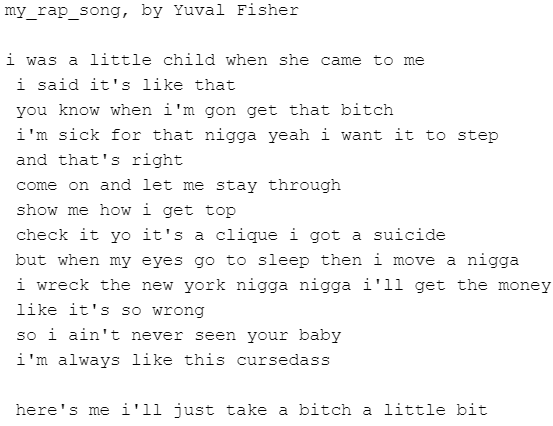 my_rap_song, by Yuval Fisher
i was a little child when she came to me
i said it's like that
you know when i'm gon get that bitch
i'm sick for that nigga yeah i want it to step
and that's right
come on and let me stay through
show me how i get top
check it yo it's a clique i got a suicide
but when my eyes go to sleep then i move a nigga
i wreck the new york nigga nigga i'll get the money
like it's so wrong
so i ain't never seen your baby
i'm always like this cursedass
here's me i'll just take a bitch a little bit